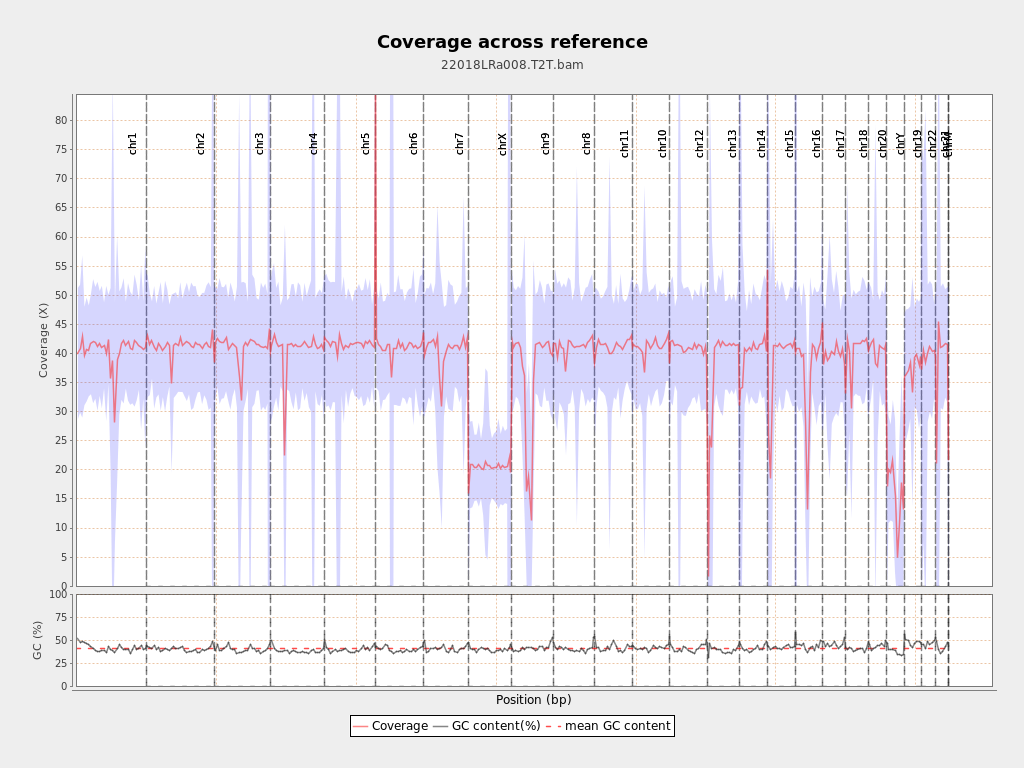 Coverage across reference
22018LRa008.T2T.bam
Coverage (X)
80
75
70
65
60
55
50
45
40
35
30
25
20
15
10
5
0
chr1
chr2
chr3
chr4
chr5
chr6
chr7
chrX
chr9
chr8
chr11
chr10
chr12
chr13
chr14
chr15
chr16
chr17
chr18
chr20
chrY
chr19
chr22
chr21
chrM
GC (%)
100
75
50
25
0
Position (bp)
Coverage GC content(%) mean GC content